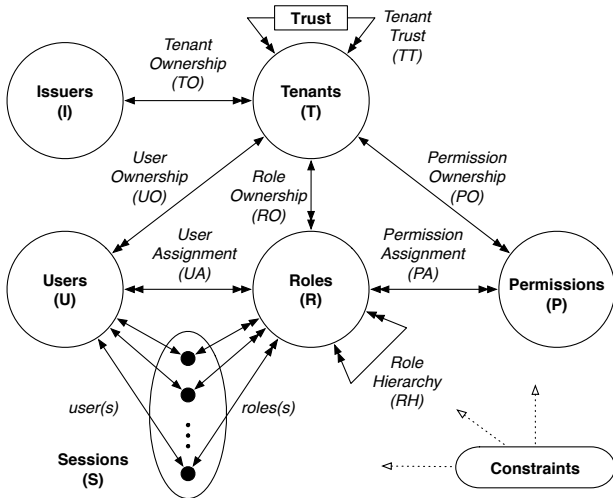 Trust
Tenant
Trust
(TT)
Tenant
Ownership
(TO)
Issuers
(I)
Tenants
(T)
User
Ownership
(UO)
Role
Ownership
(RO)
Permission
Ownership
(PO)
User
Assignment
(UA)
Permission
Assignment
(PA)
Users
(U)
Roles
(R)
Permissions
(P)
Role
Hierarchy
(RH)
user(s)
roles(s)
Sessions
(S)
Constraints